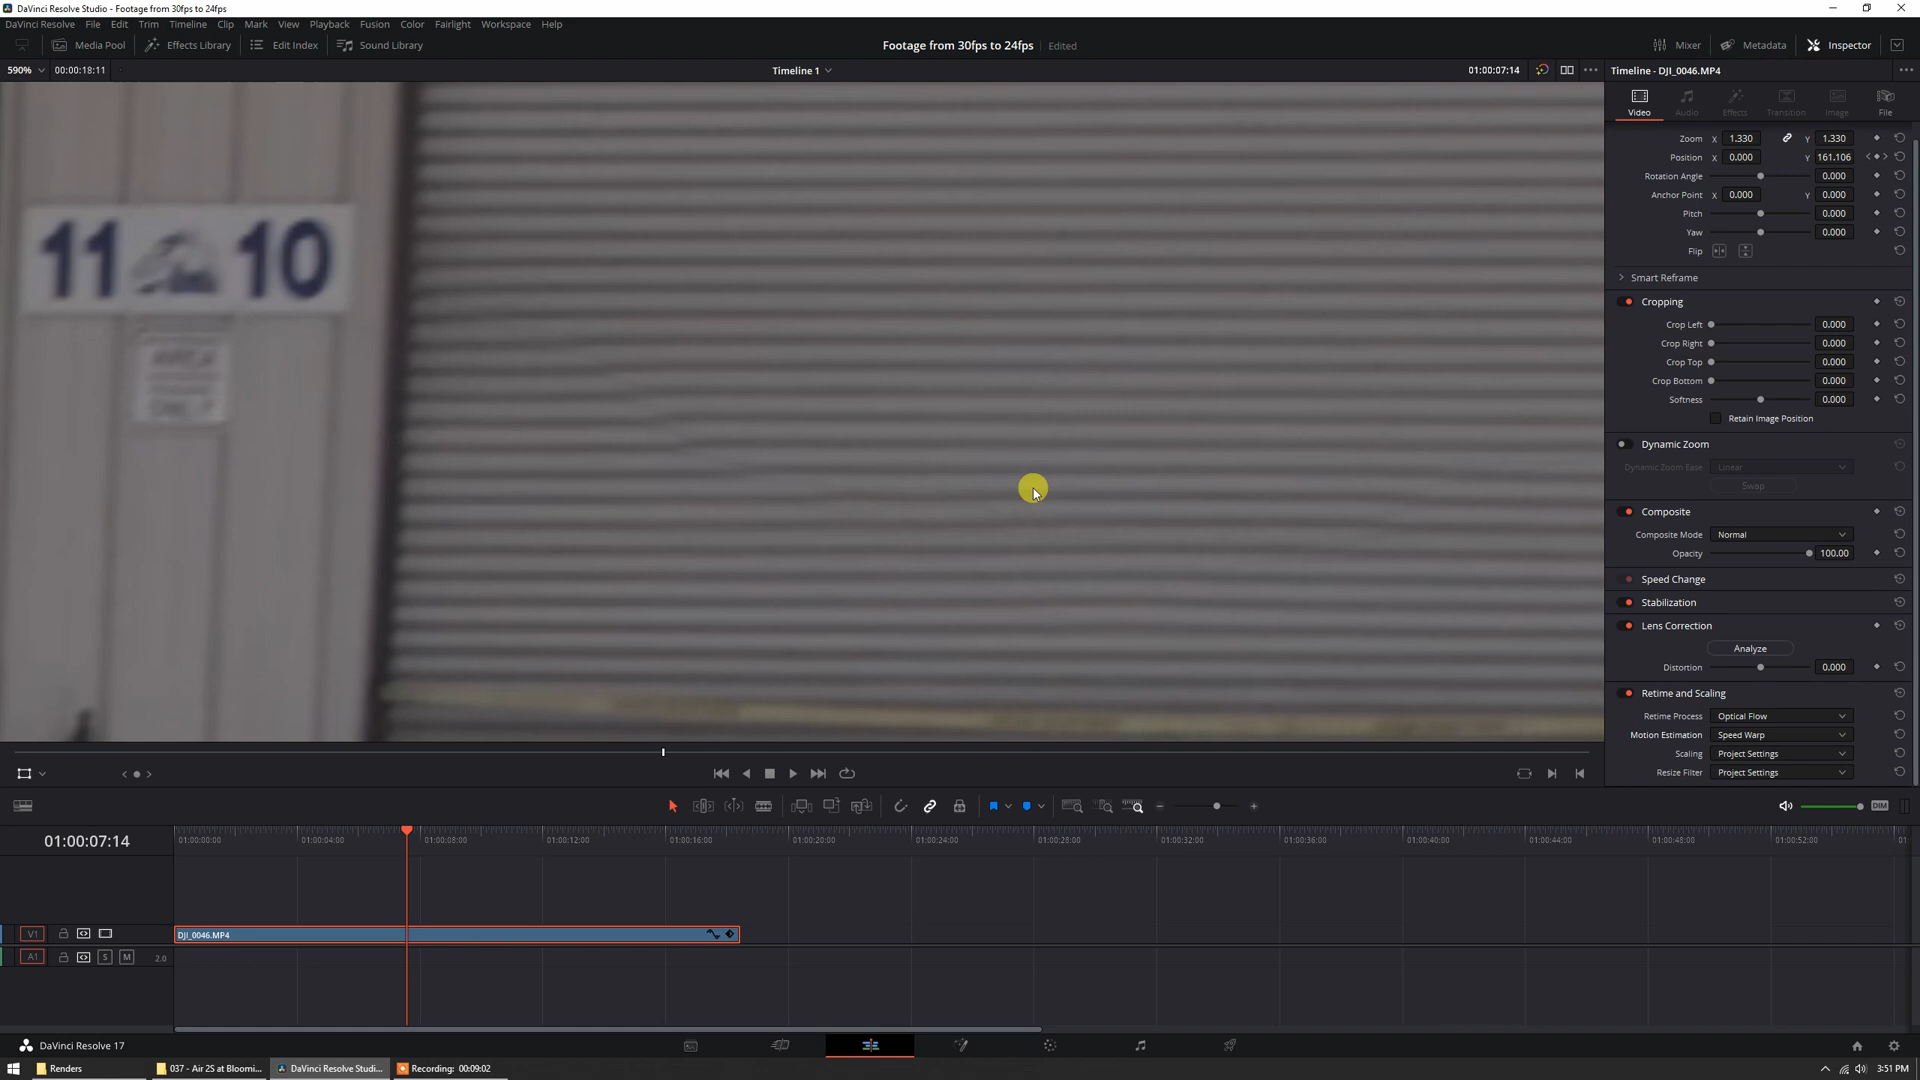 DaVinci Resolve Studio - Footage from 30fps to 24fps
DaVinci Resolve File Edit Trim Timeline Clip Mark View Playback Fusion Color Fairlight Workspace Help
Media Pool Effects Library Edit Index Sound Library Footage from 30fps to 24fps Edited Mixer Metadata Inspector
590% 00:00:18:11 Timeline 1 01:00:07:14 Timeline - DJI_0046.MP4
Video Audio Effects Transition Image File
Zoom X 1.330 Y 1.330
Position X 0.000 Y 161.106
Rotation Angle 0.000
Anchor Point X 0.000 Y 0.000
Pitch 0.000
Yaw 0.000
Flip
Smart Reframe
Cropping
Crop Left 0.000
Crop Right 0.000
Crop Top 0.000
Crop Bottom 0.000
Softness 0.000
Retain Image Position
Dynamic Zoom
Dynamic Zoom Ease Linear
Swap
Composite
Composite Mode Normal
Opacity 100.00
Speed Change
Stabilization
Lens Correction
Analyze
Distortion 0.000
Retime and Scaling
Retime Process Optical Flow
Motion Estimation Speed Warp
Scaling Project Settings
Resize Filter Project Settings
11 10
AREA
ONLY
DIM
01:00:07:14 01:00:00:00 01:00:04:00 01:00:08:00 01:00:12:00 01:00:16:00 01:00:20:00 01:00:24:00 01:00:28:00 01:00:32:00 01:00:36:00 01:00:40:00 01:00:44:00 01:00:48:00 01:00:52:00
V1 DJI_0046.MP4
A1 S M 2.0
DaVinci Resolve 17
Renders 037 - Air 2S at Bloomi... DaVinci Resolve Studi... Recording: 00:09:02 3:51 PM